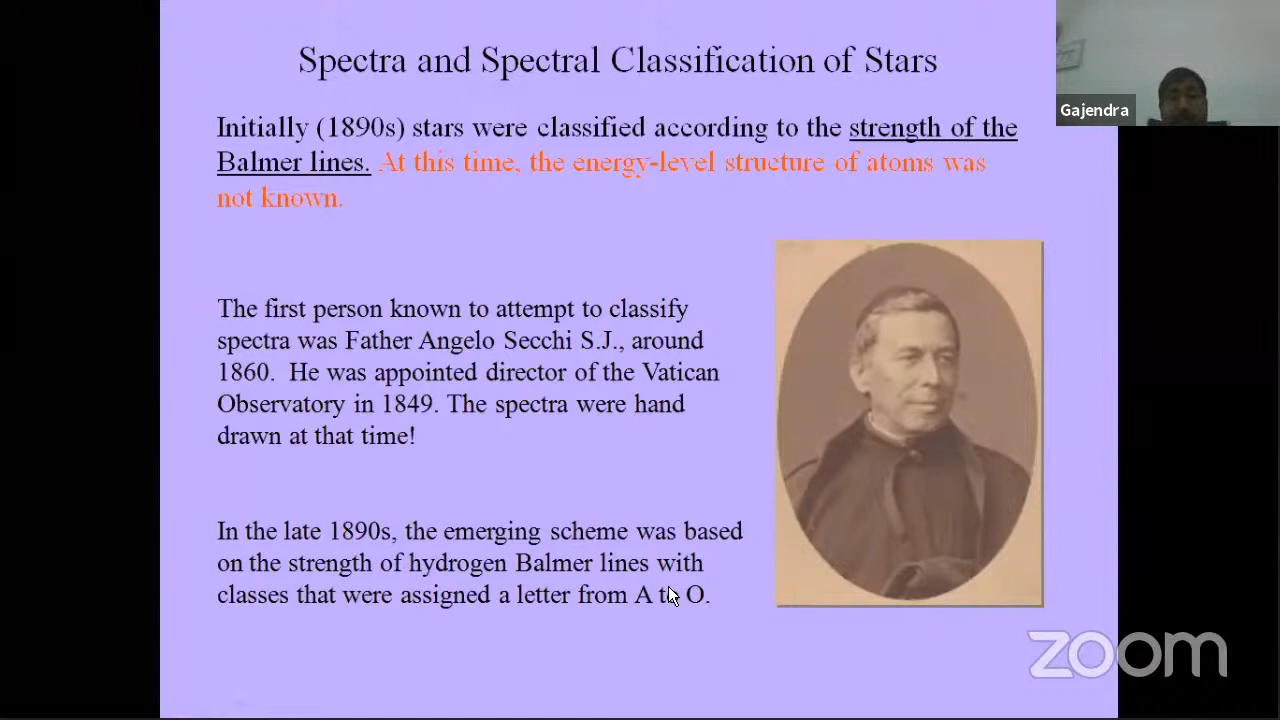 Spectra and Spectral Classification of Stars
Gajendra
Initially (1890s) stars were classified according to the strength of the
Balmer lines. At this time, the energy-level structure of atoms was
not known.
The first person known to attempt to classify
spectra was Father Angelo Secchi S.J., around
1860. He was appointed director of the Vatican
Observatory in 1849. The spectra were hand
drawn at that time!
In the late 1890s, the emerging scheme was based
on the strength of hydrogen Balmer lines with
classes that were assigned a letter from A to O.
zoom